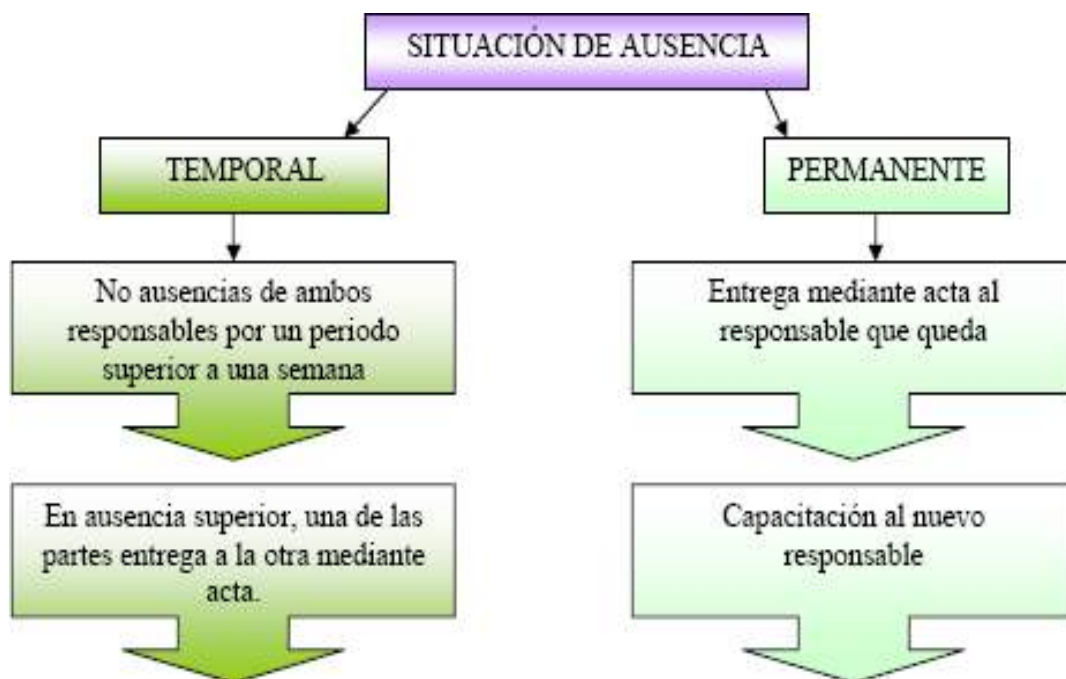 SITUACIÓN DE AUSENCIA
TEMPORAL
PERMANENTE
No ausencias de ambos
responsables por un periodo
superior a una semana
Entrega mediante acta al
responsable que queda
En ausencia superior, una de las
partes entrega a la otra mediante
acta.
Capacitación al nuevo
responsable